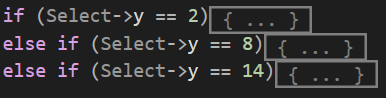 if (Select->y == 2){ ... }
else if (Select->y == 8){ ... }
else if (Select->y == 14){ ... }